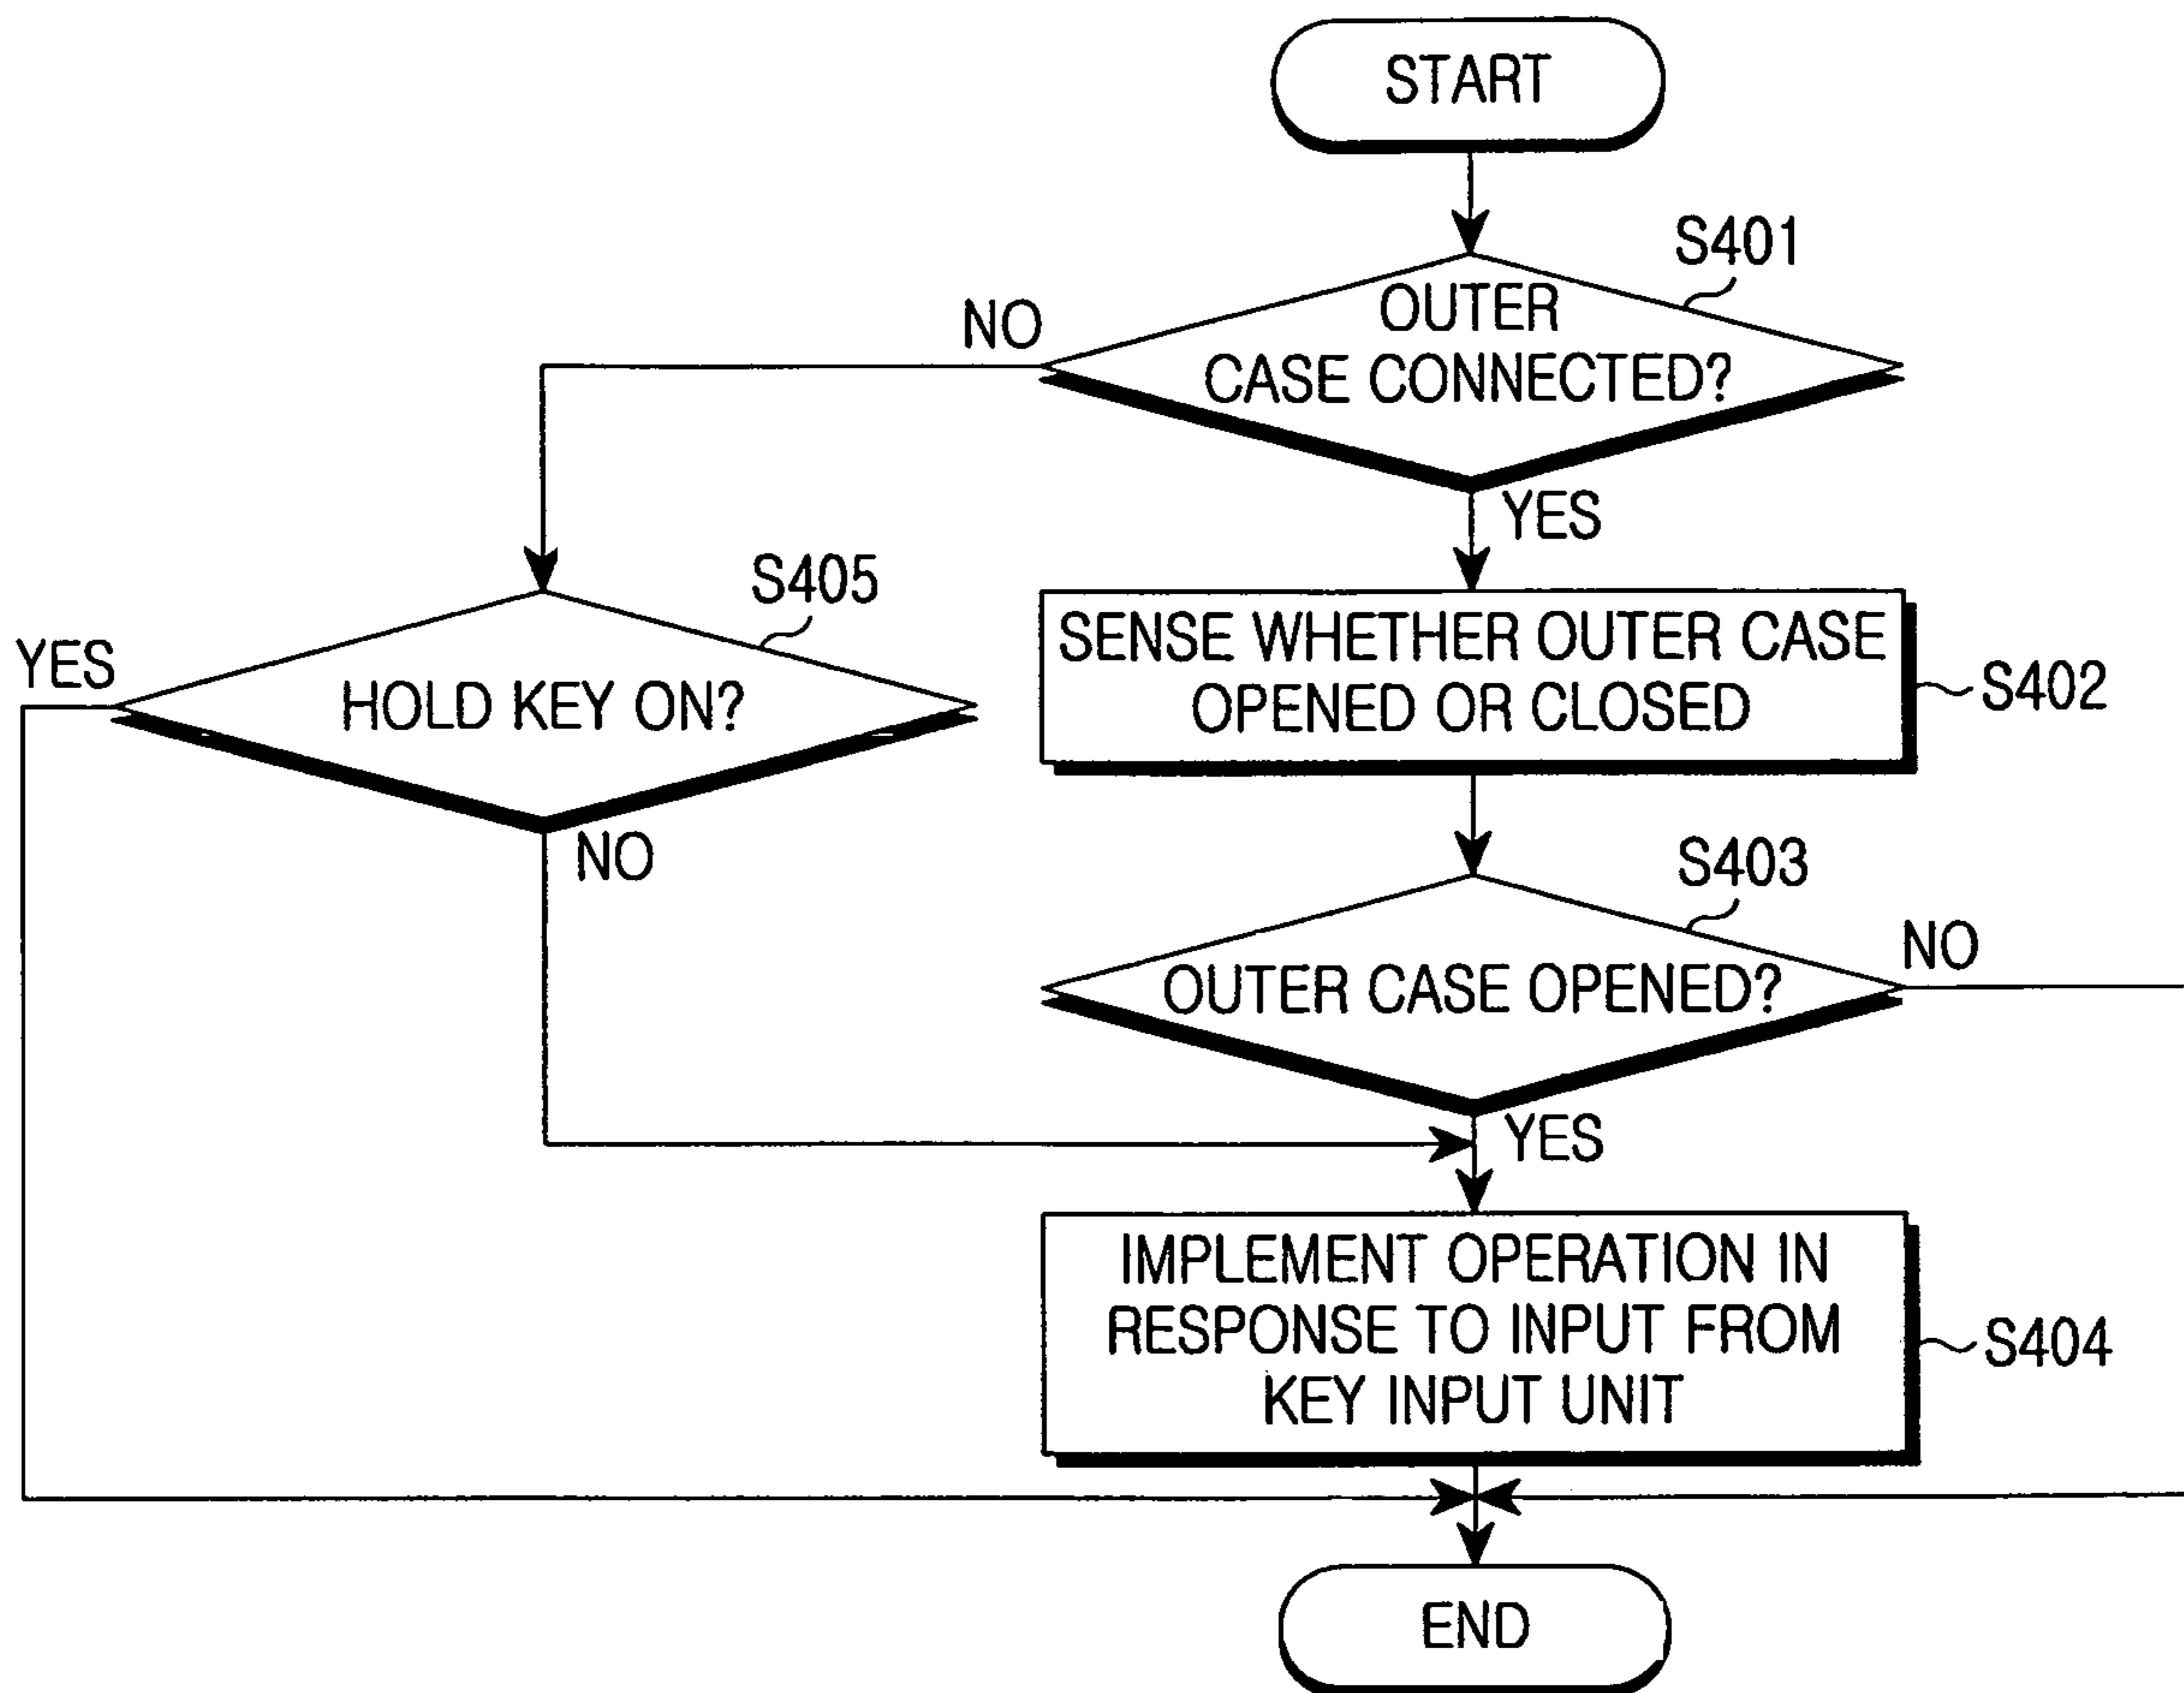 START
S401
NO
OUTER
CASE CONNECTED?
YES
S405
YES
HOLD KEY ON?
NO
SENSE WHETHER OUTER CASE
OPENED OR CLOSED
S402
S403
NO
OUTER CASE OPENED?
YES
IMPLEMENT OPERATION IN
RESPONSE TO INPUT FROM
KEY INPUT UNIT
S404
END